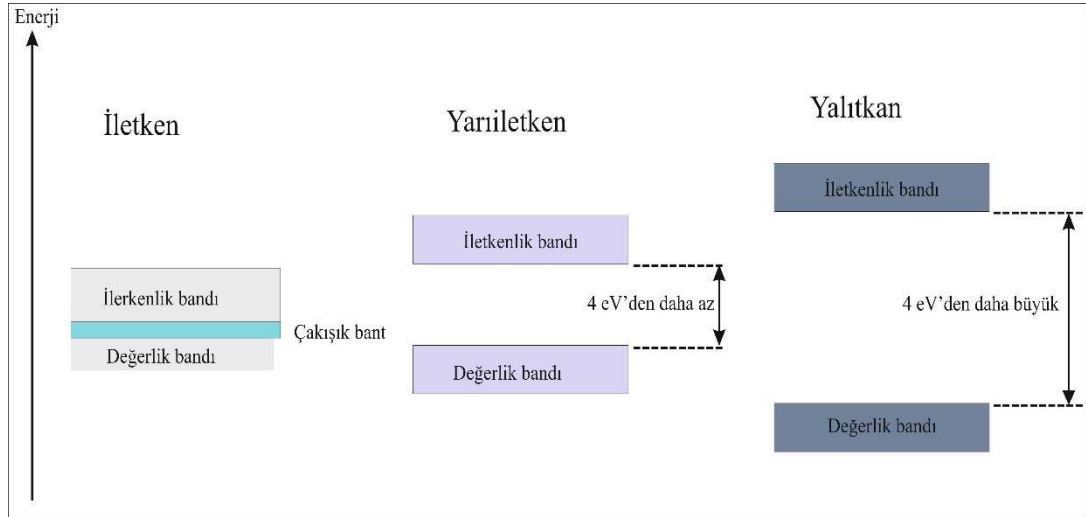 Enerji
İletken
Yarıiletken
Yalıtkan
İlerkenlik bandı
Çakışık bant
Değerlik bandı
İletkenlik bandı
4 eV’den daha az
Değerlik bandı
İletkenlik bandı
4 eV’den daha büyük
Değerlik bandı